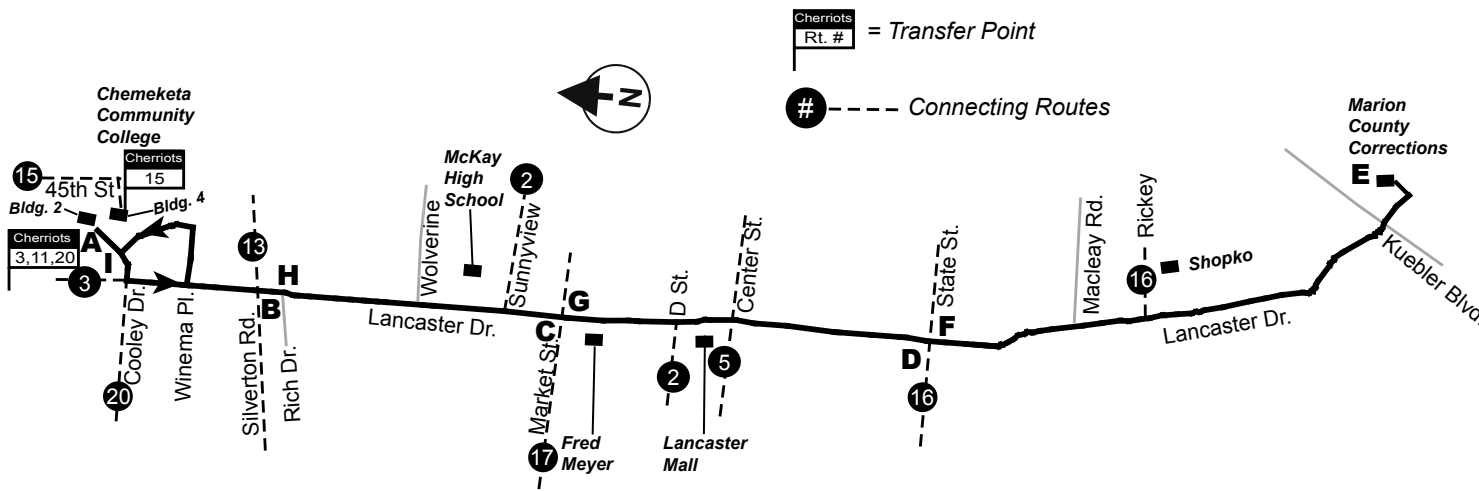 Cherriots
Rt. #
= Transfer Point
#
Connecting Routes
N
Chemeketa
Community
College
Cherriots
15
15
45th St
Bldg. 2
Bldg. 4
Cherriots
3,11,20
A
I
3
Cooley Dr.
20
Winema Pl.
13
Silverton Rd.
B
H
Rich Dr.
Wolverine
McKay
High
School
2
Sunnyview
Lancaster Dr.
C
G
Market St.
17
Fred
Meyer
D St.
2
Lancaster
Mall
Center St.
5
State St.
F
D
16
Macleay Rd.
Rickey
16
Shopko
Lancaster Dr.
Marion
County
Corrections
E
Kuebler Blvd.